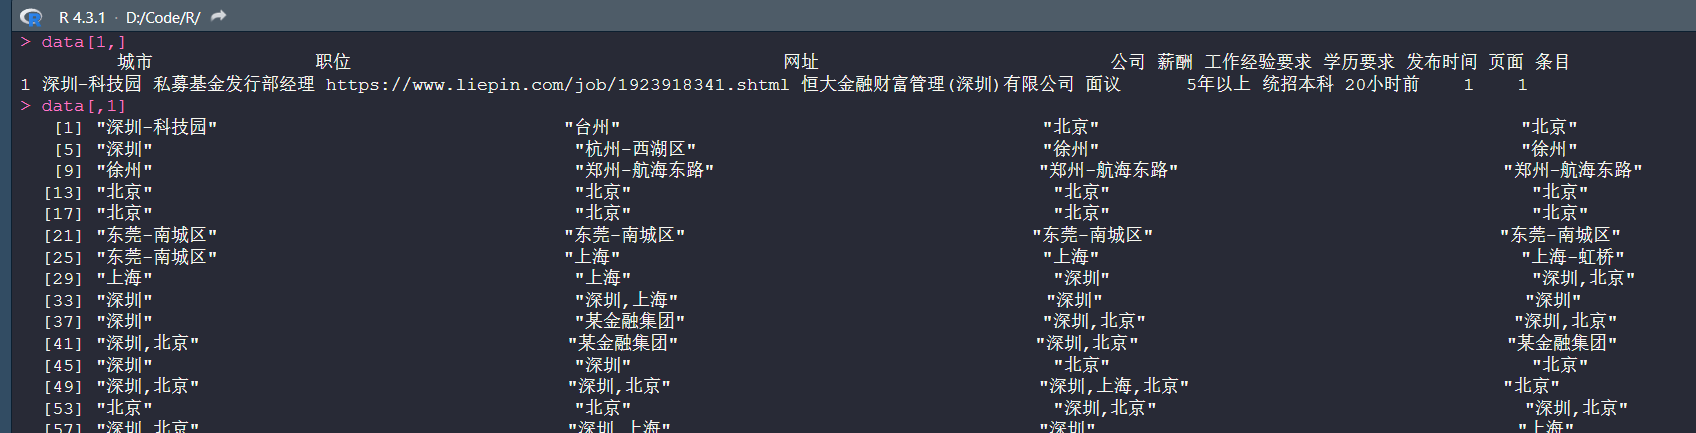 R 4.3.1 · D:/Code/R/
> data[1,]
城市 职位 网址 公司 薪酬 工作经验要求 学历要求 发布时间 页面 条目
1 深圳-科技园 私募基金发行部经理 https://www.liepin.com/job/1923918341.shtml 恒大金融财富管理(深圳)有限公司 面议 5年以上 统招本科 20小时前 1 1
> data[,1]
[1] "深圳-科技园" "台州" "北京" "北京"
[5] "深圳" "杭州-西湖区" "徐州" "徐州"
[9] "徐州" "郑州-航海东路" "郑州-航海东路" "郑州-航海东路"
[13] "北京" "北京" "北京" "北京"
[17] "北京" "北京" "北京" "北京"
[21] "东莞-南城区" "东莞-南城区" "东莞-南城区" "东莞-南城区"
[25] "东莞-南城区" "上海" "上海" "上海-虹桥"
[29] "上海" "上海" "深圳" "深圳,北京"
[33] "深圳" "深圳,上海" "深圳" "深圳"
[37] "深圳" "某金融集团" "深圳,北京" "深圳,北京"
[41] "深圳,北京" "某金融集团" "深圳,北京" "某金融集团"
[45] "深圳" "深圳" "北京" "北京"
[49] "深圳,北京" "深圳,北京" "深圳,上海,北京" "北京"
[53] "北京" "北京" "深圳,北京" "深圳,北京"
[57] "深圳,北京" "深圳,上海" "深圳" "上海"